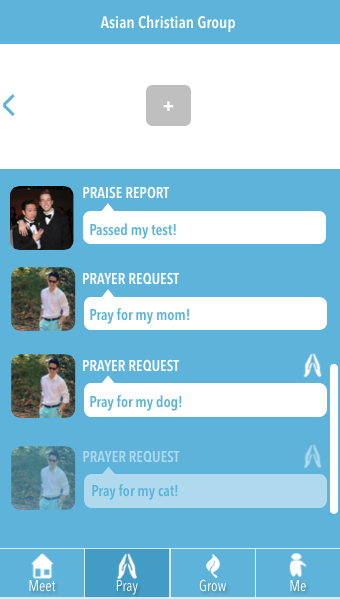 Asian Christian Group
+
PRAISE REPORT
Passed my test!
PRAYER REQUEST
Pray for my mom!
PRAYER REQUEST
Pray for my dog!
PRAYER REQUEST
Pray for my cat!
Meet
Pray
Grow
Me